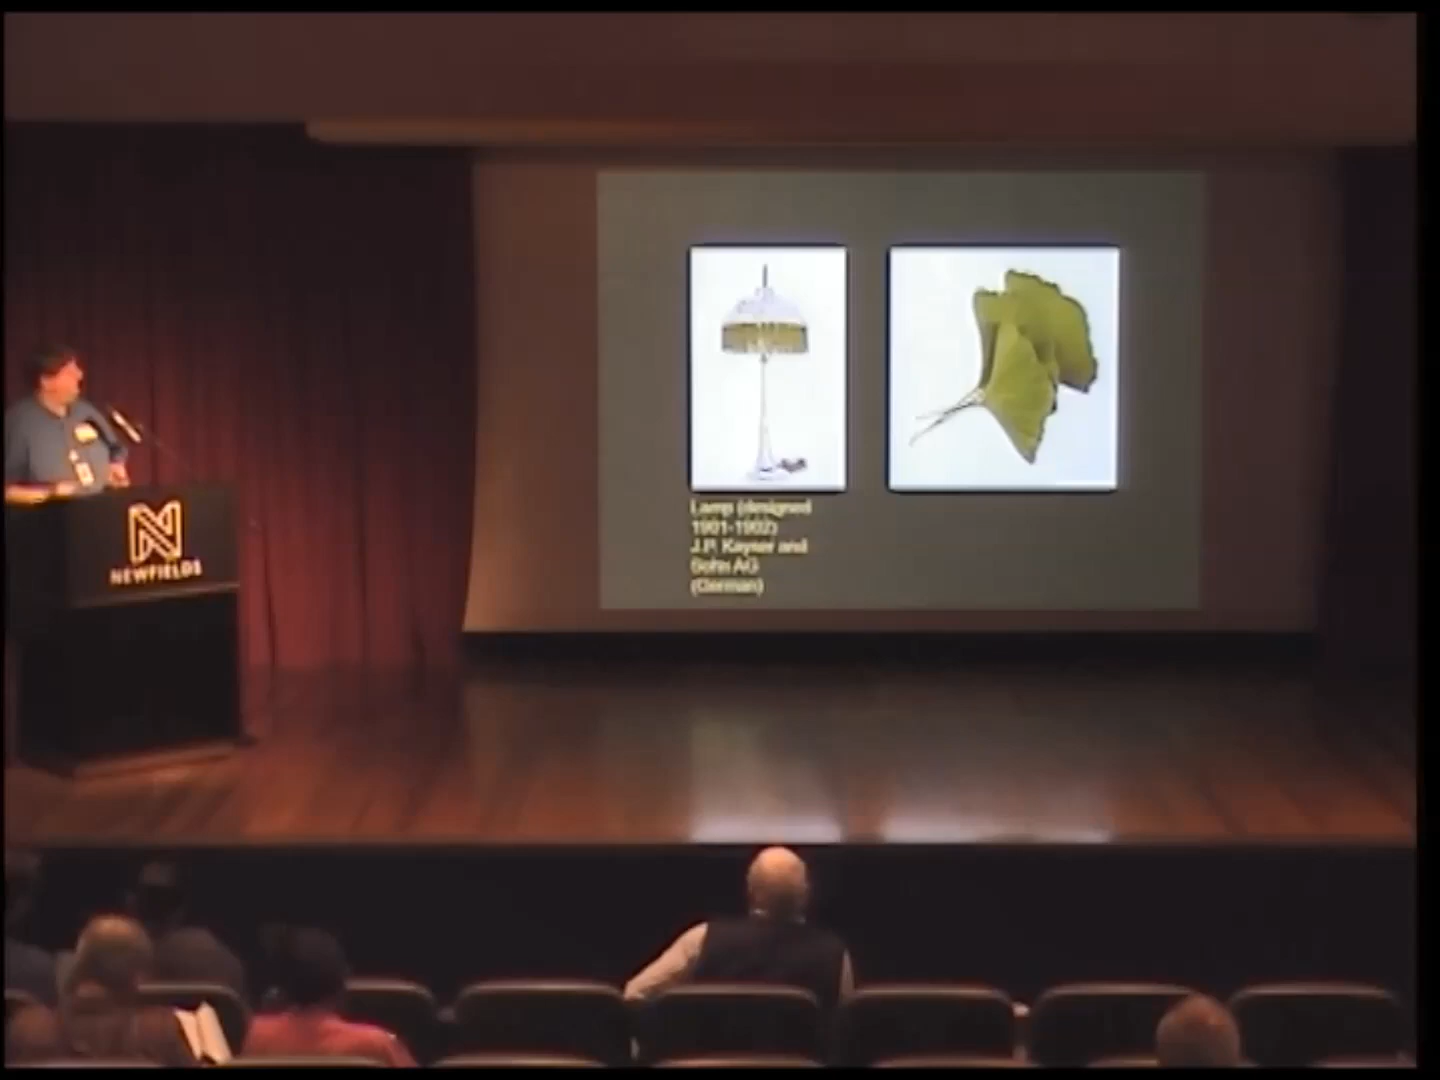 Lamp (designed
1901-1902)
J.P. Kayser and
Sohn AG
(German)
N
NEWFIELDS